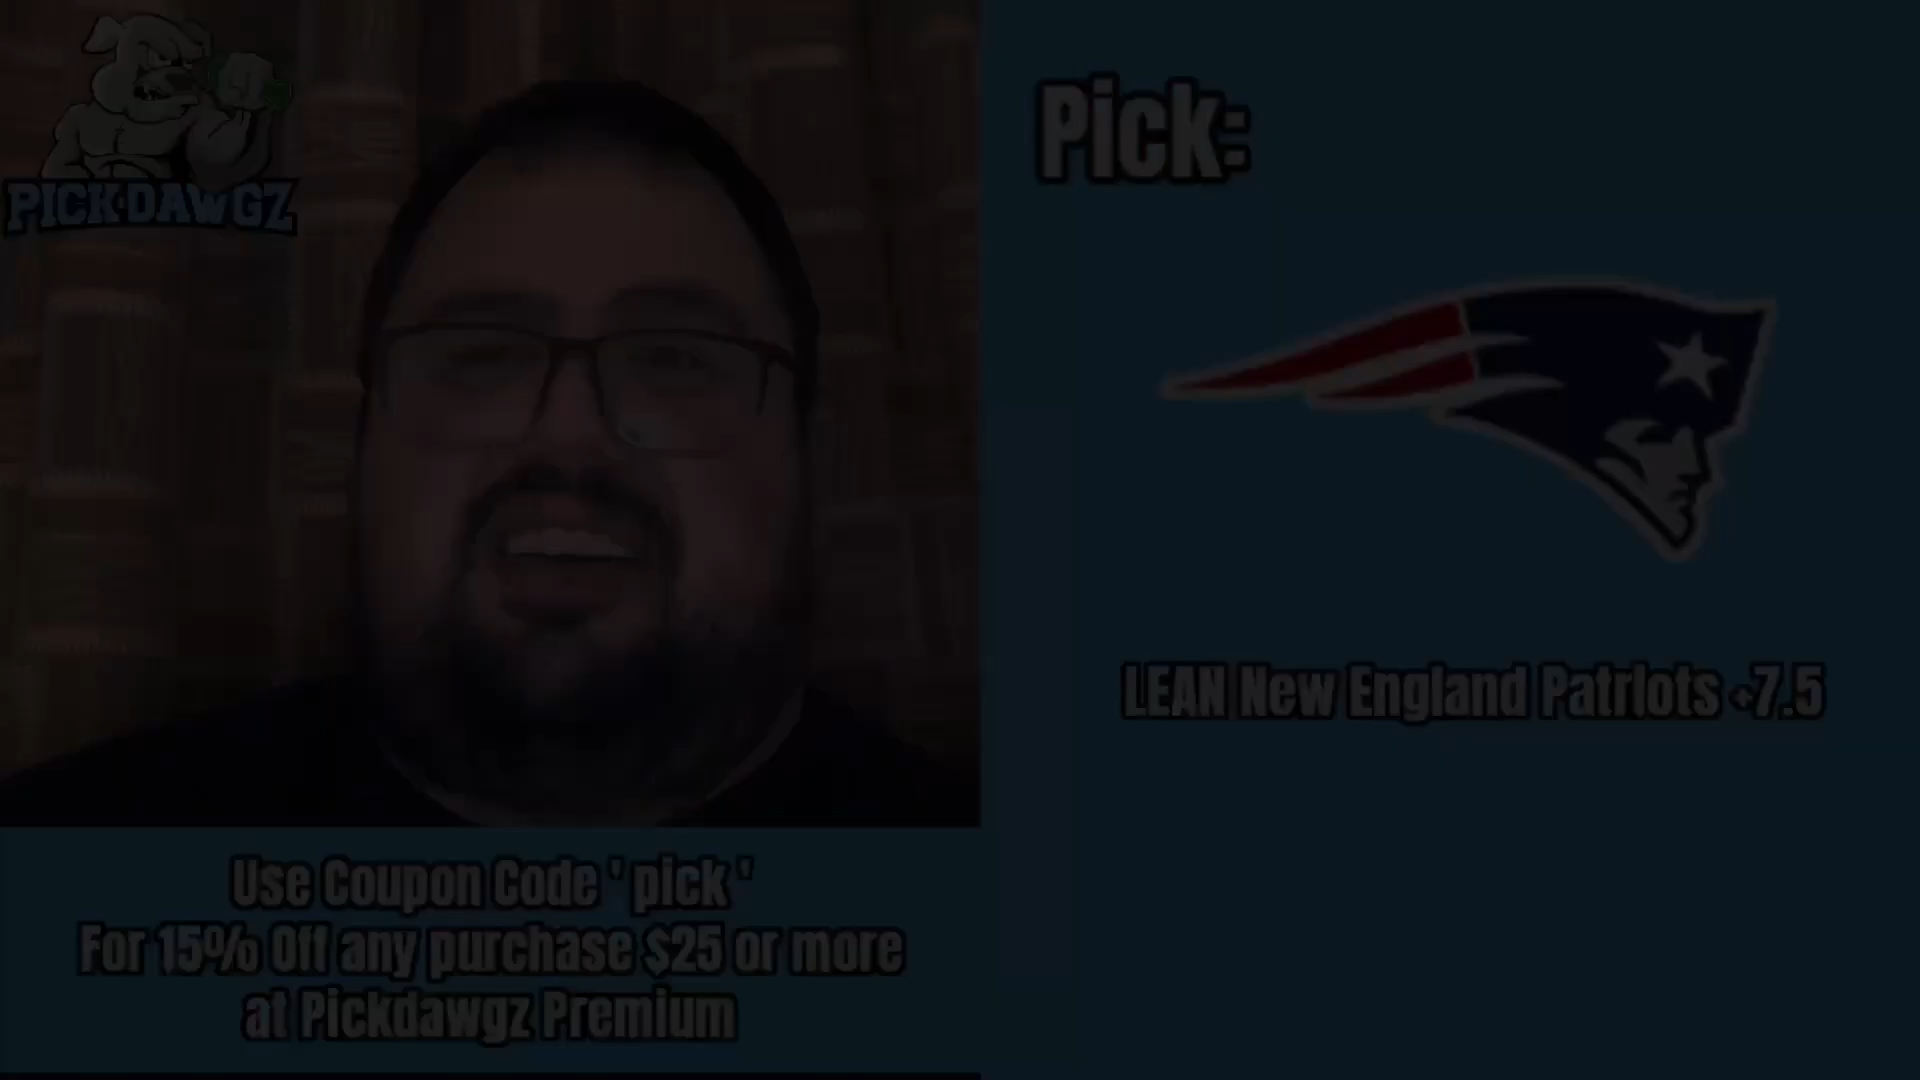 PICKDAWGZ
Pick:
LEAN New England Patriots +7.5
Use Coupon Code ' pick '
For 15% Off any purchase $25 or more
at Pickdawgz Premium